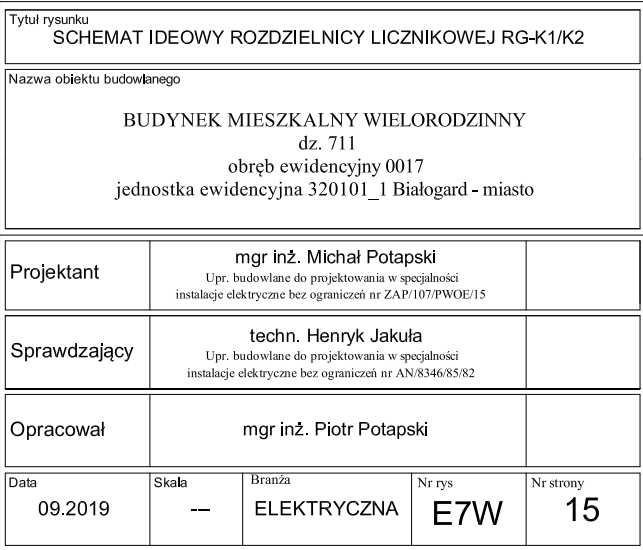 Tytuł rysunku
SCHEMAT IDEOWY ROZDZIELNICY LICZNIKOWEJ RG-K1/K2
Nazwa obiektu budowlanego
BUDYNEK MIESZKALNY WIELORODZINNY
dz. 711
obręb ewidencyjny 0017
jednostka ewidencyjna 320101_1 Białogard - miasto
Projektant
mgr inż. Michał Potapski
Upr. budowlane do projektowania w specjalności
instalacje elektryczne bez ograniczeń nr ZAP/107/PWOE/15
Sprawdzający
techn. Henryk Jakuła
Upr. budowlane do projektowania w specjalności
instalacje elektryczne bez ograniczeń nr AN/8346/85/82
Opracował
mgr inż. Piotr Potapski
Data
09.2019
Skala
---
Branża
ELEKTRYCZNA
Nr rys
E7W
Nr strony
15